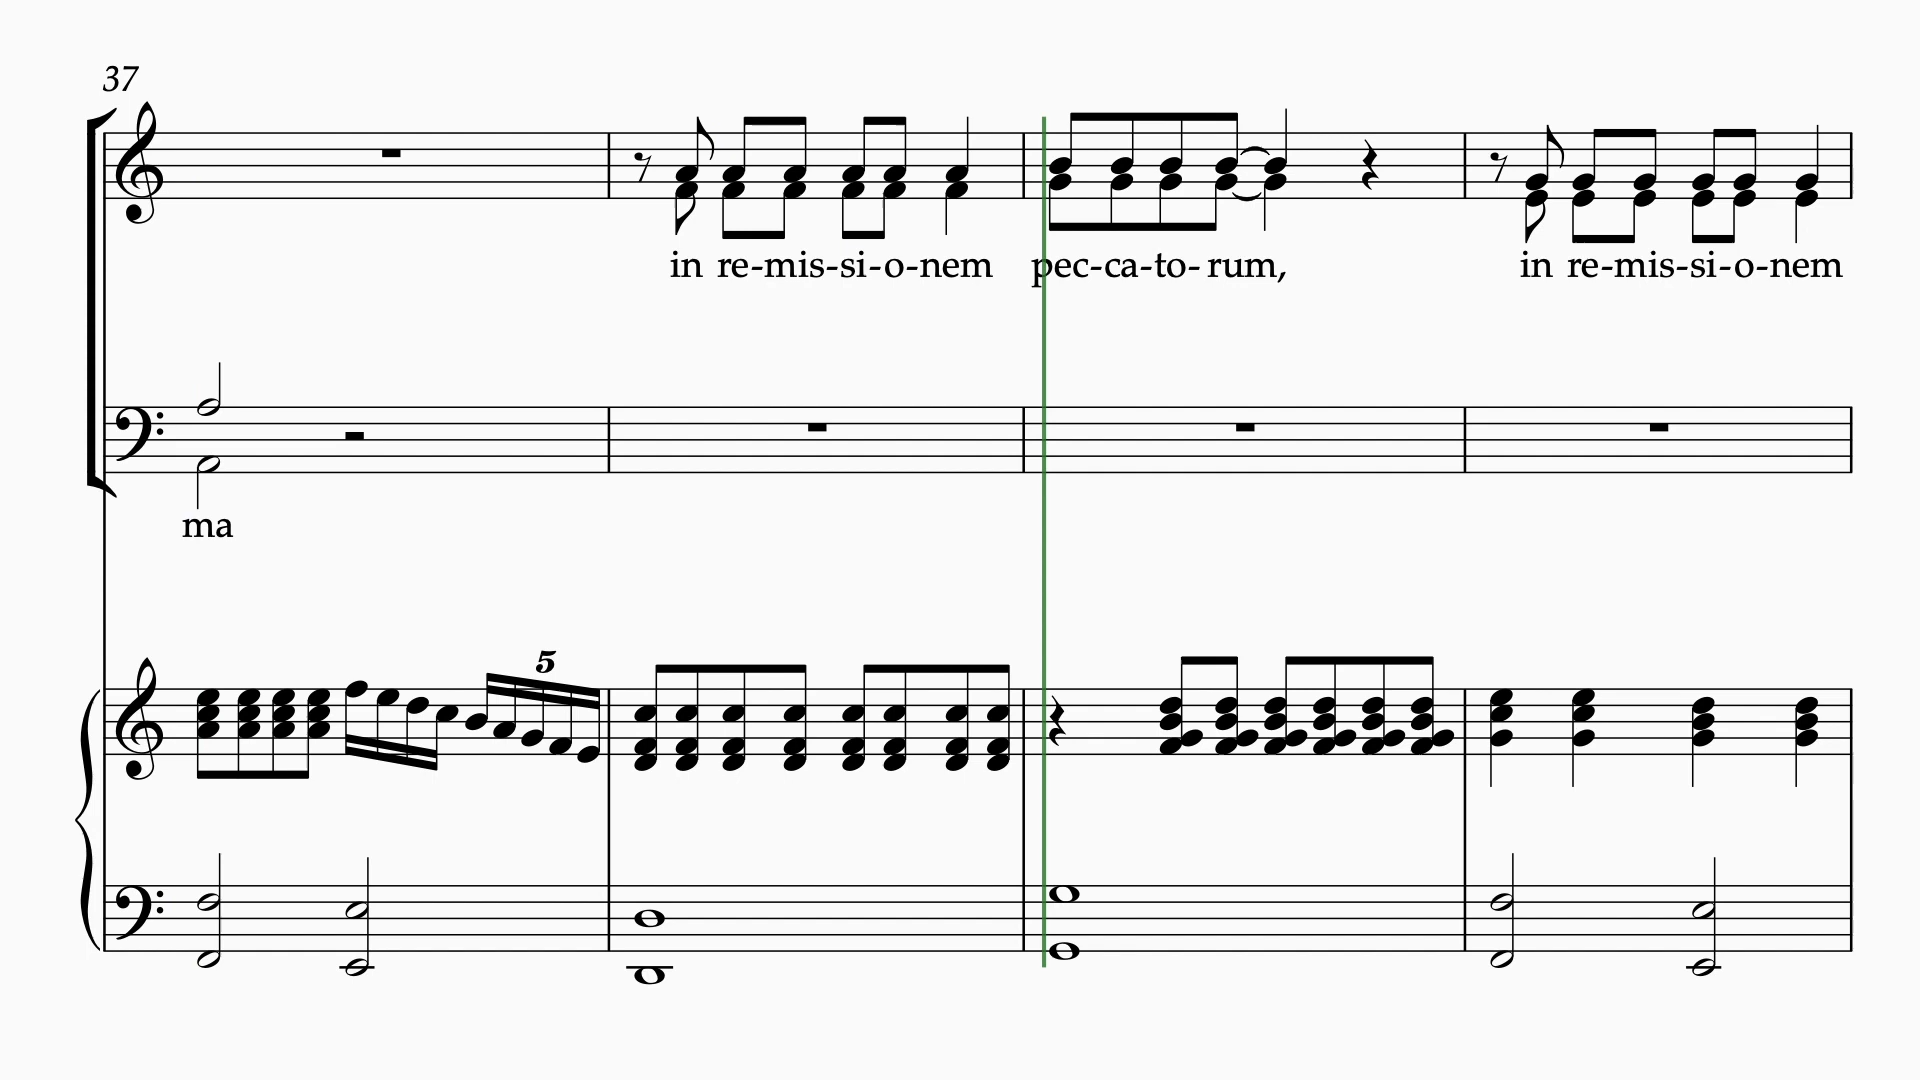 37
in re-mis-si-o-nem pec-ca-to-rum, in re-mis-si-o-nem
ma
5